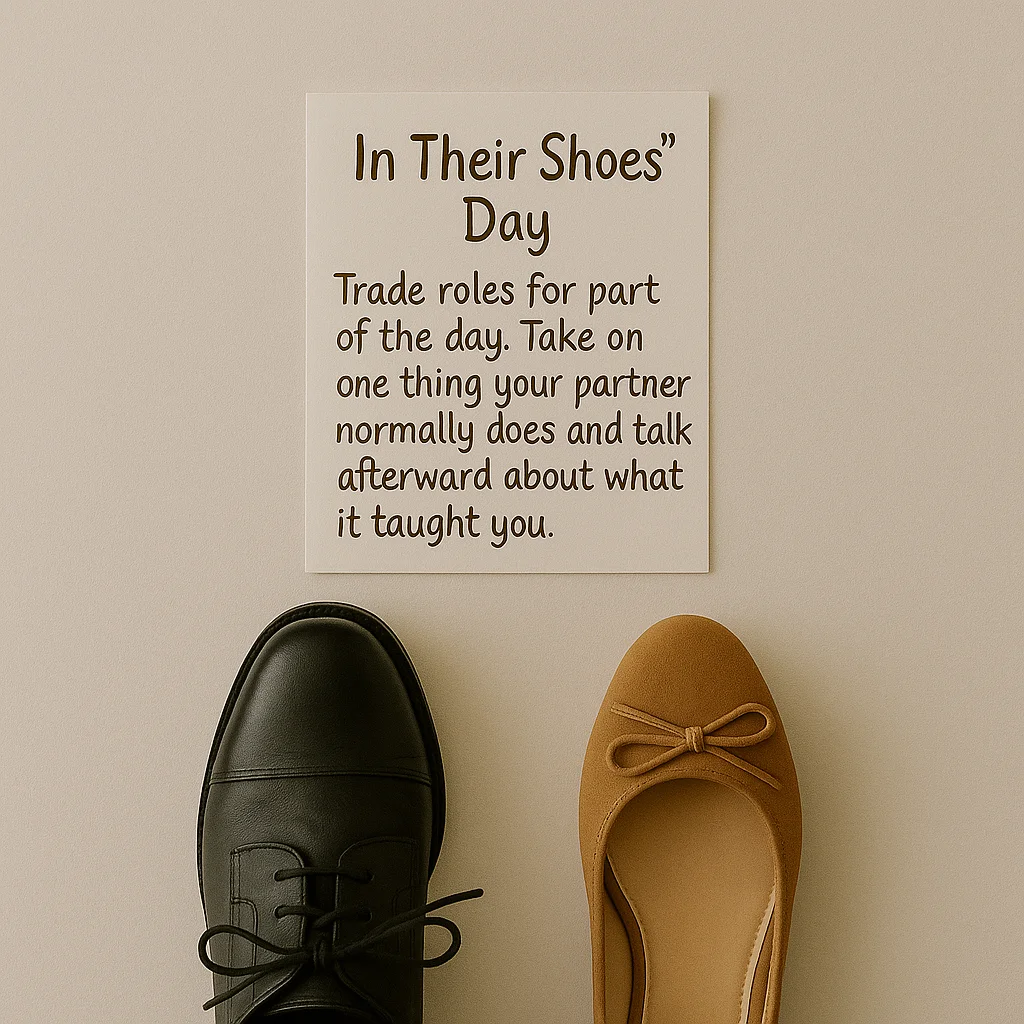 In Their Shoes”
Day
Trade roles for part
of the day. Take on
one thing your partner
normally does and talk
afterward about what
it taught you.